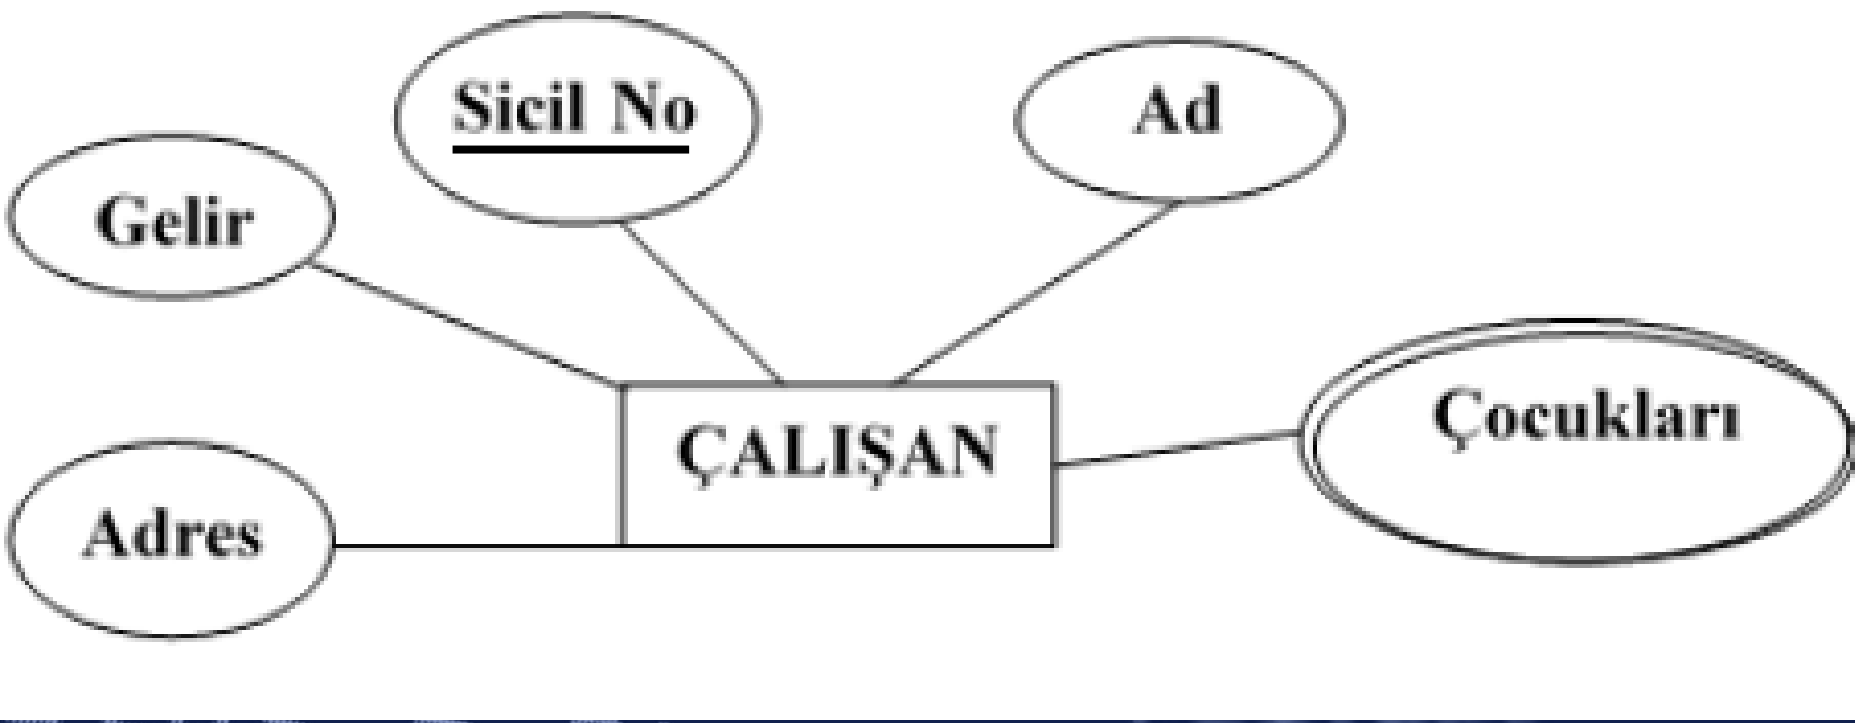 Sicil No
Ad
Gelir
Çocukları
ÇALIŞAN
Adres